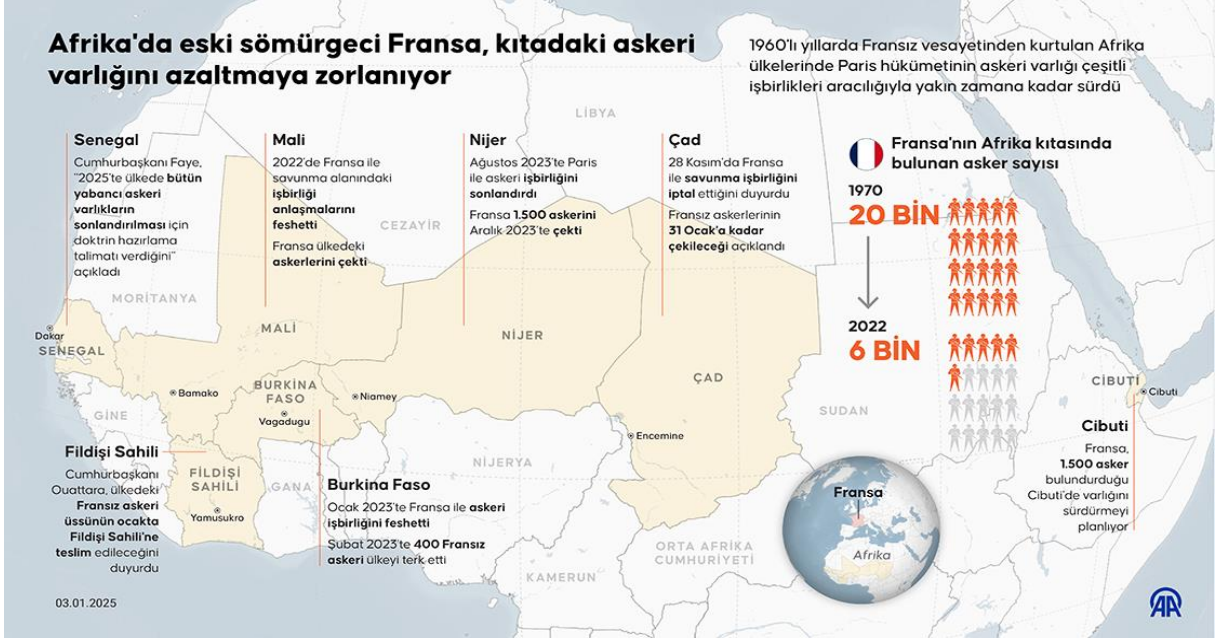 Afrika'da eski sömürgeci Fransa, kıtadaki askeri
varlığını azaltmaya zorlanıyor
1960'lı yıllarda Fransız vesayetinden kurtulan Afrika
ülkelerinde Paris hükümetinin askeri varlığı çeşitli
işbirlikleri aracılığıyla yakın zamana kadar sürdü
Senegal
Cumhurbaşkanı Faye,
"2025'te ülkede bütün
yabancı askeri
varlıkların
sonlandırılması için
doktrin hazırlama
talimatı verdiğini"
açıkladı
Mali
2022'de Fransa ile
savunma alanındaki
işbirliği
anlaşmalarını
feshetti
Fransa ülkedeki
askerlerini çekti
Nijer
Ağustos 2023'te Paris
ile askeri işbirliğini
sonlandırdı
Fransa 1.500 askerini
Aralık 2023'te çekti
Çad
28 Kasım'da Fransa
ile savunma işbirliğini
iptal ettiğini duyurdu
Fransız askerlerinin
31 Ocak'a kadar
çekileceği açıklandı
Fransa'nın Afrika kıtasında
bulunan asker sayısı
1970
20 BİN
2022
6 BİN
LİBYA
CEZAYİR
MORİTANYA
Dakar
SENEGAL
MALİ
NİJER
ÇAD
SUDAN
Bamako
BURKİNA
FASO
Vagadugu
Niamey
Encemine
GİNE
CİBUTİ
Cibuti
Fildişi Sahili
Cumhurbaşkanı
Ouattara, ülkedeki
Fransız askeri
üssünün ocakta
Fildişi Sahili'ne
teslim edileceğini
duyurdu
FİLDİŞİ
SAHİLİ
Yamusukro
GANA
NİJERYA
Burkina Faso
Ocak 2023'te Fransa ile askeri
işbirliğini feshetti
Şubat 2023'te 400 Fransız
askeri ülkeyi terk etti
KAMERUN
ORTA AFRİKA
CUMHURİYETİ
Fransa
Afrika
Cibuti
Fransa,
1.500 asker
bulundurduğu
Cibuti'de varlığını
sürdürmeyi
planlıyor
03.01.2025
AA